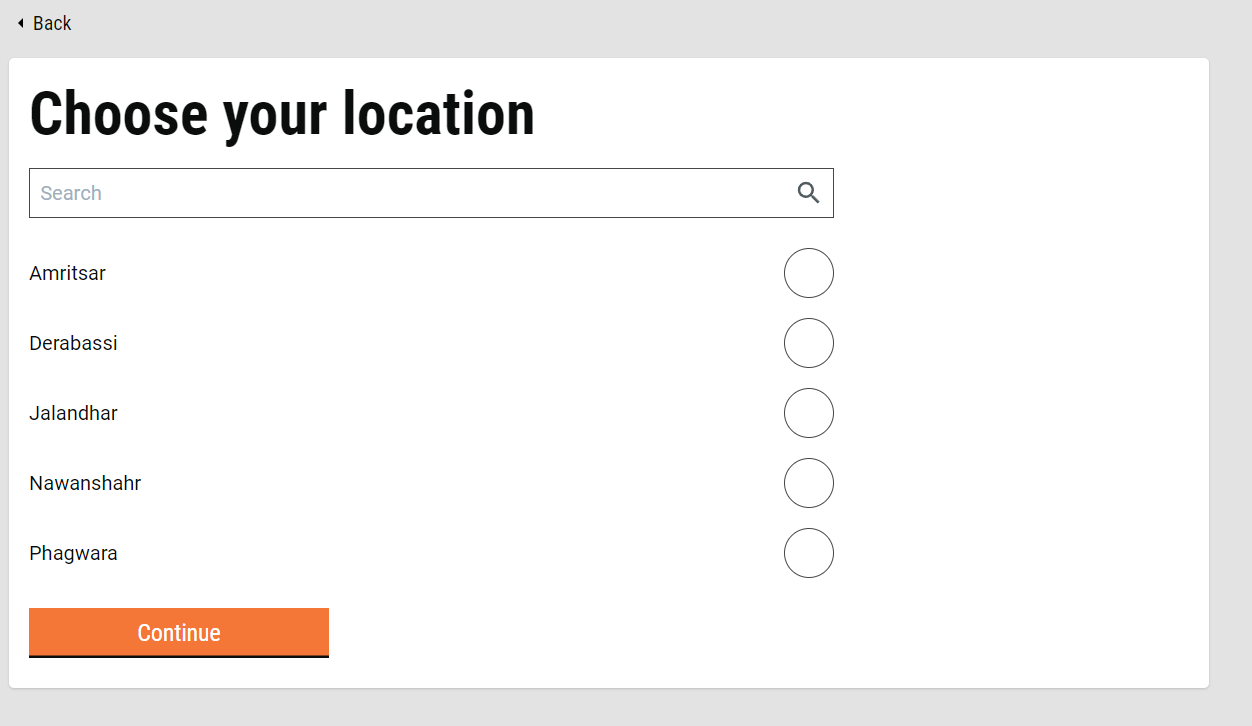 Back
Choose your location
Search
Amritsar
Derabassi
Jalandhar
Nawanshahr
Phagwara
Continue